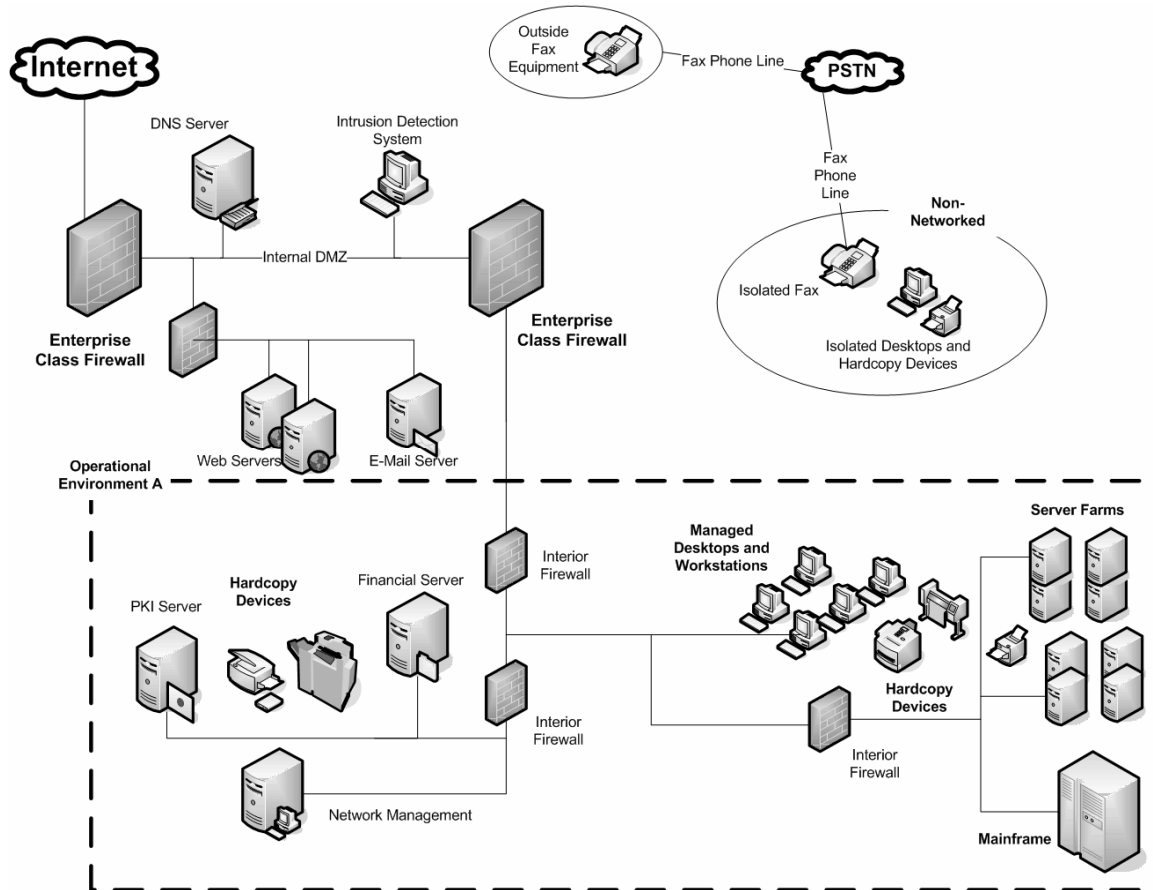 Internet
Outside
Fax
Equipment
Fax Phone Line
PSTN
DNS Server
Intrusion Detection
System
Fax
Phone
Line
Non-
Networked
Internal DMZ
Isolated Fax
Enterprise
Class Firewall
Enterprise
Class Firewall
Isolated Desktops and
Hardcopy Devices
Web Servers
E-Mail Server
Operational
Environment A
Server Farms
Managed
Desktops and
Workstations
Interior
Firewall
Hardcopy
Devices
Financial Server
PKI Server
Hardcopy
Devices
Interior
Firewall
Interior
Firewall
Network Management
Mainframe